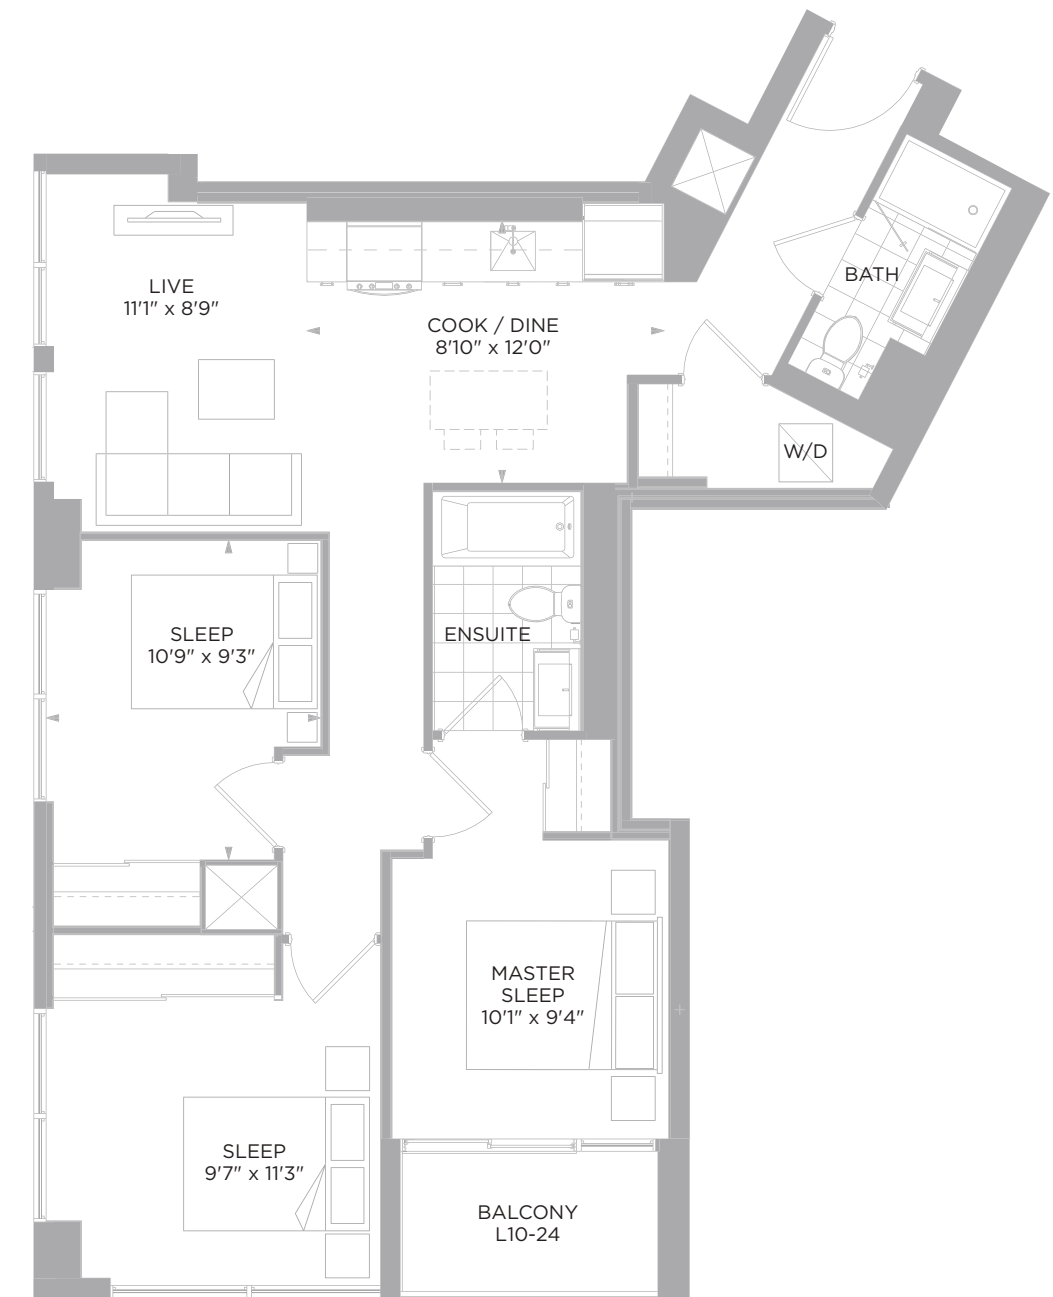 BATH
LIVE
11'1" x 8'9"
COOK / DINE
8'10" x 12'0"
W/D
SLEEP
10'9" x 9'3"
ENSUITE
MASTER
SLEEP
10'1" x 9'4"
SLEEP
9'7" x 11'3"
BALCONY
L10-24